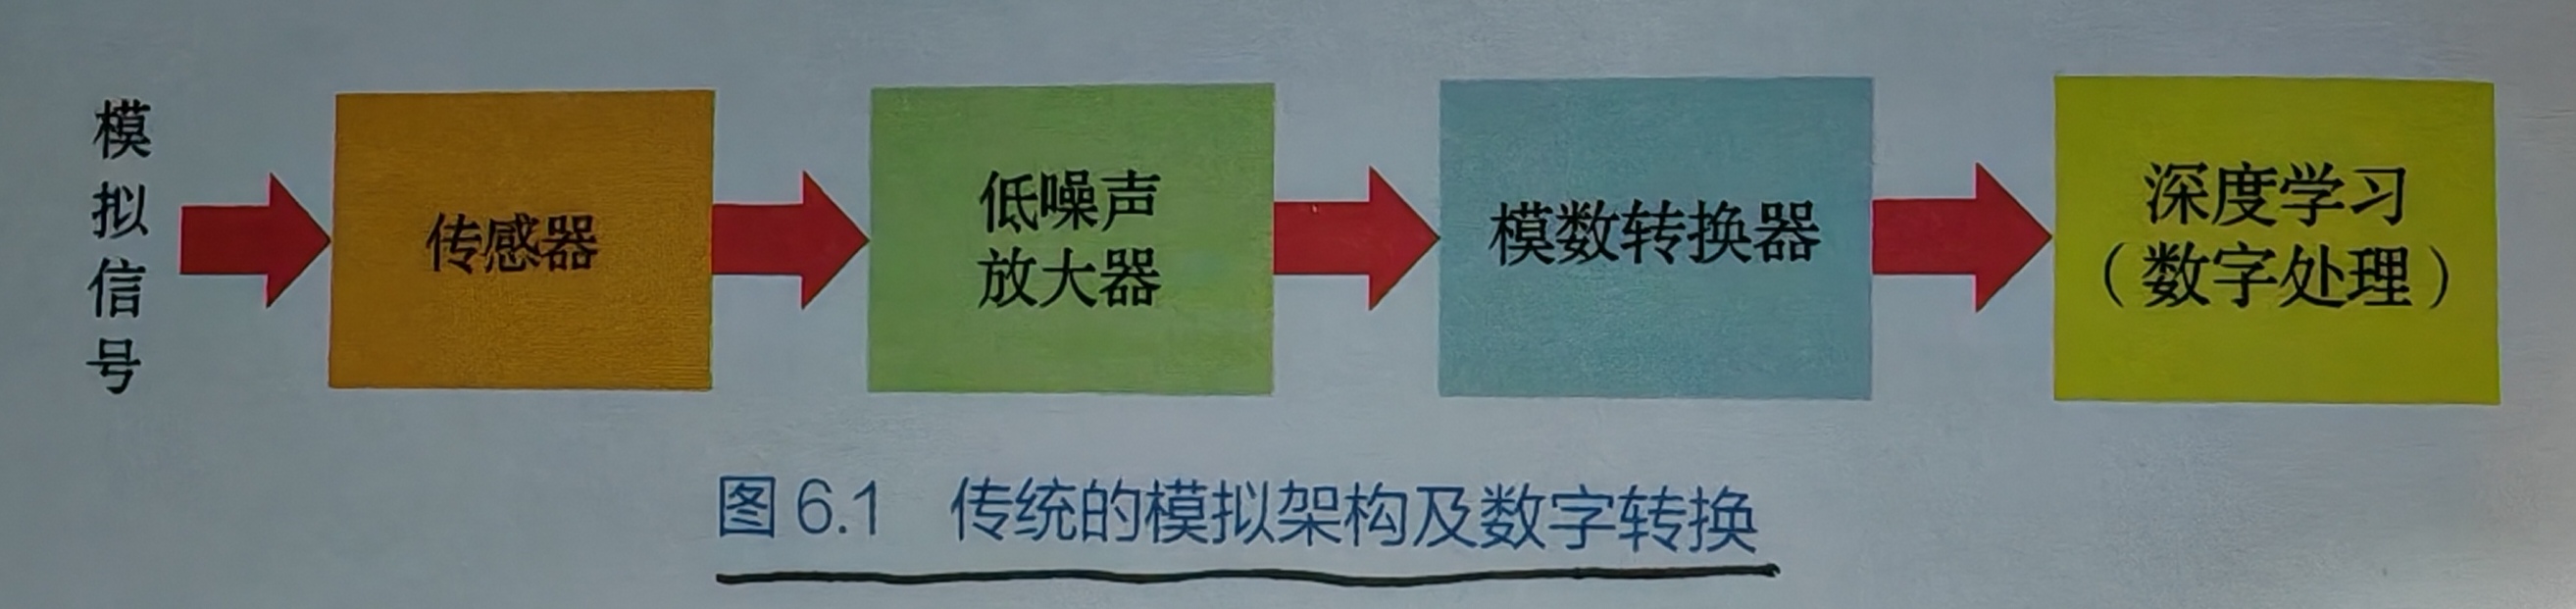 模
拟
信
号
传感器
低噪声
放大器
模数转换器
深度学习
（数字处理）
图 6.1 传统的模拟架构及数字转换